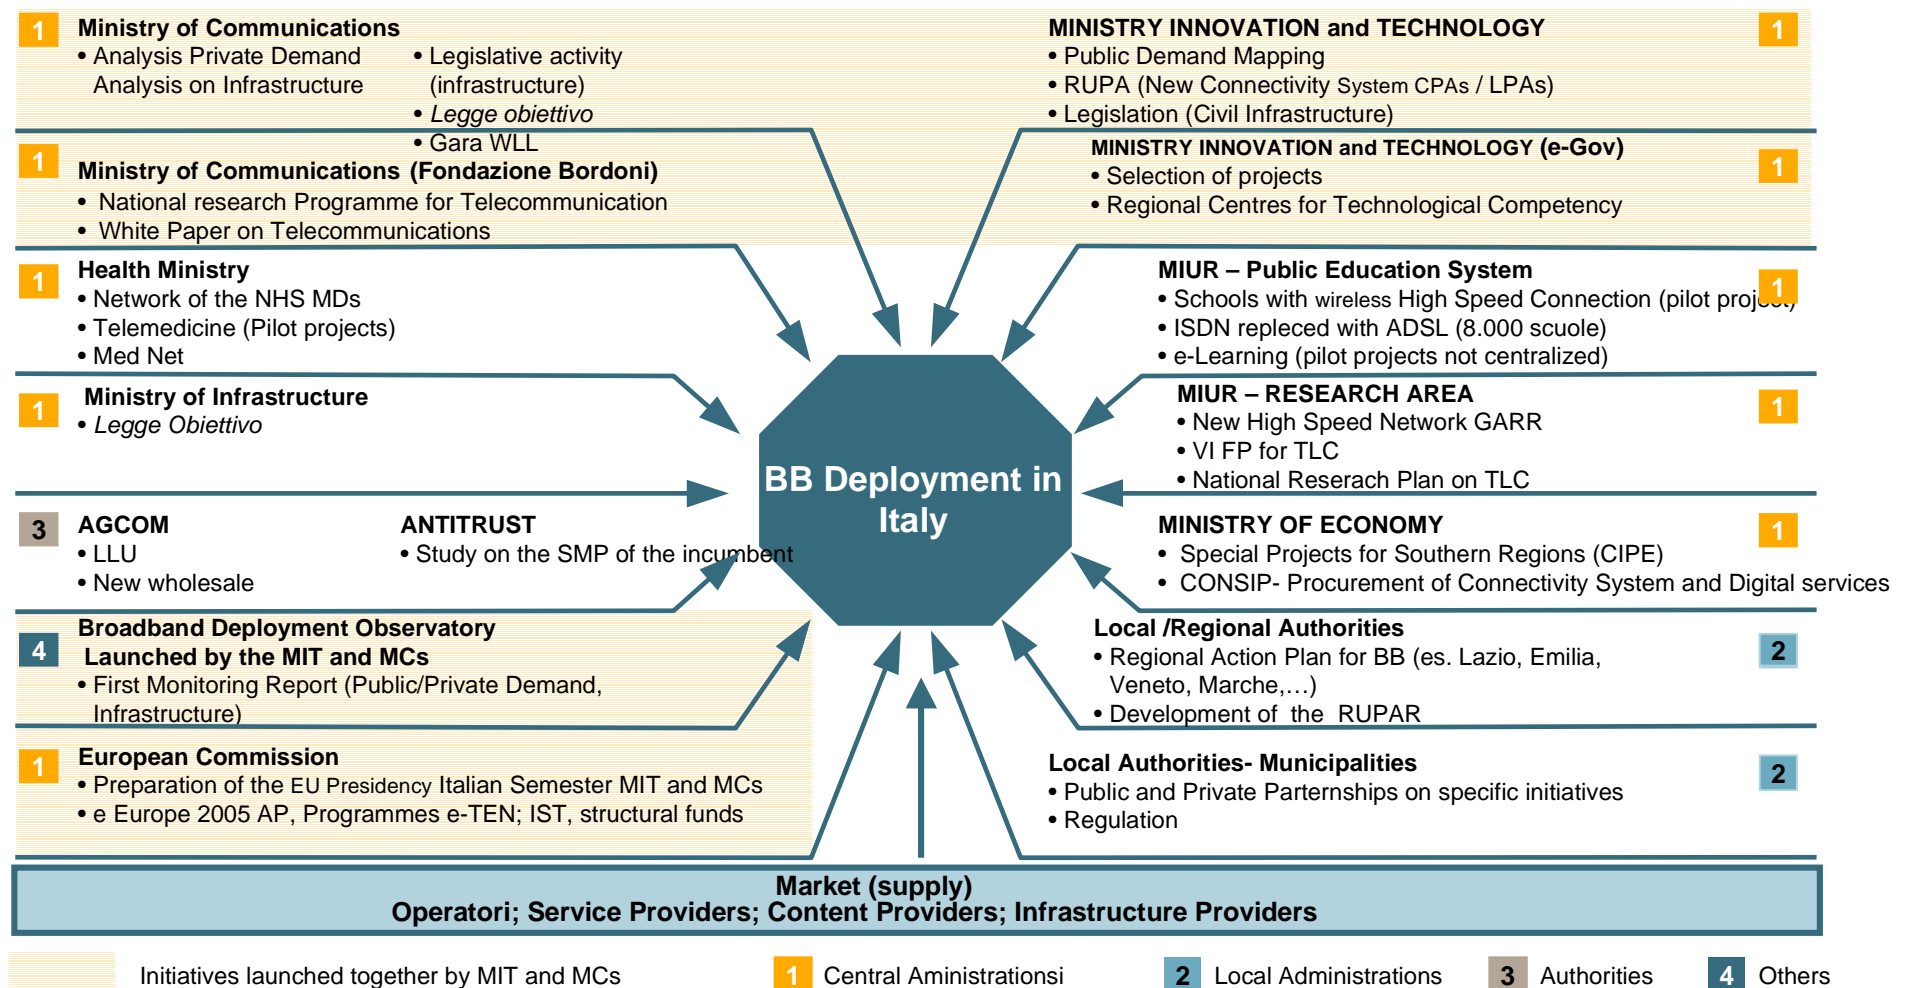 1
Ministry of Communications
• Analysis Private Demand
Analysis on Infrastructure
• Legislative activity
(infrastructure)
• Legge obiettivo
• Gara WLL
1
Ministry of Communications (Fondazione Bordoni)
• National research Programme for Telecommunication
• White Paper on Telecommunications
1
Health Ministry
• Network of the NHS MDs
• Telemedicine (Pilot projects)
• Med Net
1
Ministry of Infrastructure
• Legge Obiettivo
3
AGCOM
• LLU
• New wholesale
ANTITRUST
• Study on the SMP of the incumbent
4
Broadband Deployment Observatory
Launched by the MIT and MCs
• First Monitoring Report (Public/Private Demand,
Infrastructure)
1
European Commission
• Preparation of the EU Presidency Italian Semester MIT and MCs
• e Europe 2005 AP, Programmes e-TEN; IST, structural funds
BB Deployment in
Italy
MINISTRY INNOVATION and TECHNOLOGY
1
• Public Demand Mapping
• RUPA (New Connectivity System CPAs / LPAs)
• Legislation (Civil Infrastructure)
MINISTRY INNOVATION and TECHNOLOGY (e-Gov)
1
• Selection of projects
• Regional Centres for Technological Competency
MIUR – Public Education System
1
• Schools with wireless High Speed Connection (pilot project)
• ISDN repleced with ADSL (8.000 scuole)
• e-Learning (pilot projects not centralized)
MIUR – RESEARCH AREA
1
• New High Speed Network GARR
• VI FP for TLC
• National Reserach Plan on TLC
MINISTRY OF ECONOMY
1
• Special Projects for Southern Regions (CIPE)
• CONSIP- Procurement of Connectivity System and Digital services
Local /Regional Authorities
2
• Regional Action Plan for BB (es. Lazio, Emilia,
Veneto, Marche,…)
• Development of the RUPAR
Local Authorities- Municipalities
2
• Public and Private Parternships on specific initiatives
• Regulation
Market (supply)
Operatori; Service Providers; Content Providers; Infrastructure Providers
Initiatives launched together by MIT and MCs
1 Central Aministrationsi
2 Local Administrations
3 Authorities
4 Others